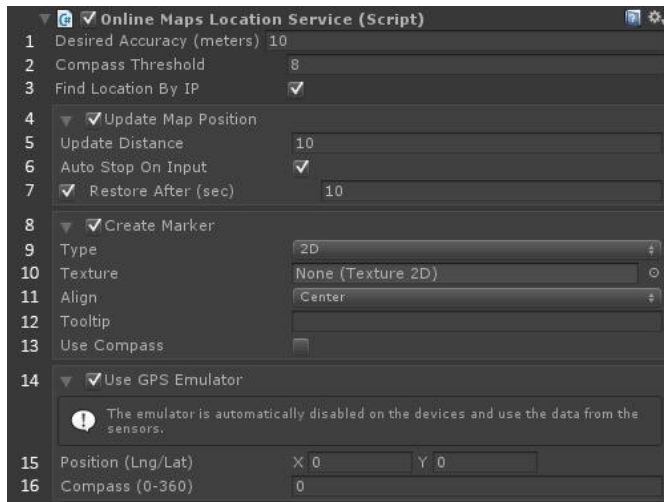 Online Maps Location Service (Script)
1 Desired Accuracy (meters) 10
2 Compass Threshold 8
3 Find Location By IP
4 Update Map Position
5 Update Distance 10
6 Auto Stop On Input
7 Restore After (sec) 10
8 Create Marker
9 Type 2D
10 Texture None (Texture 2D)
11 Align Center
12 Tooltip
13 Use Compass
14 Use GPS Emulator
The emulator is automatically disabled on the devices and use the data from the
sensors.
15 Position (Lng/Lat) X 0 Y 0
16 Compass (0-360) 0